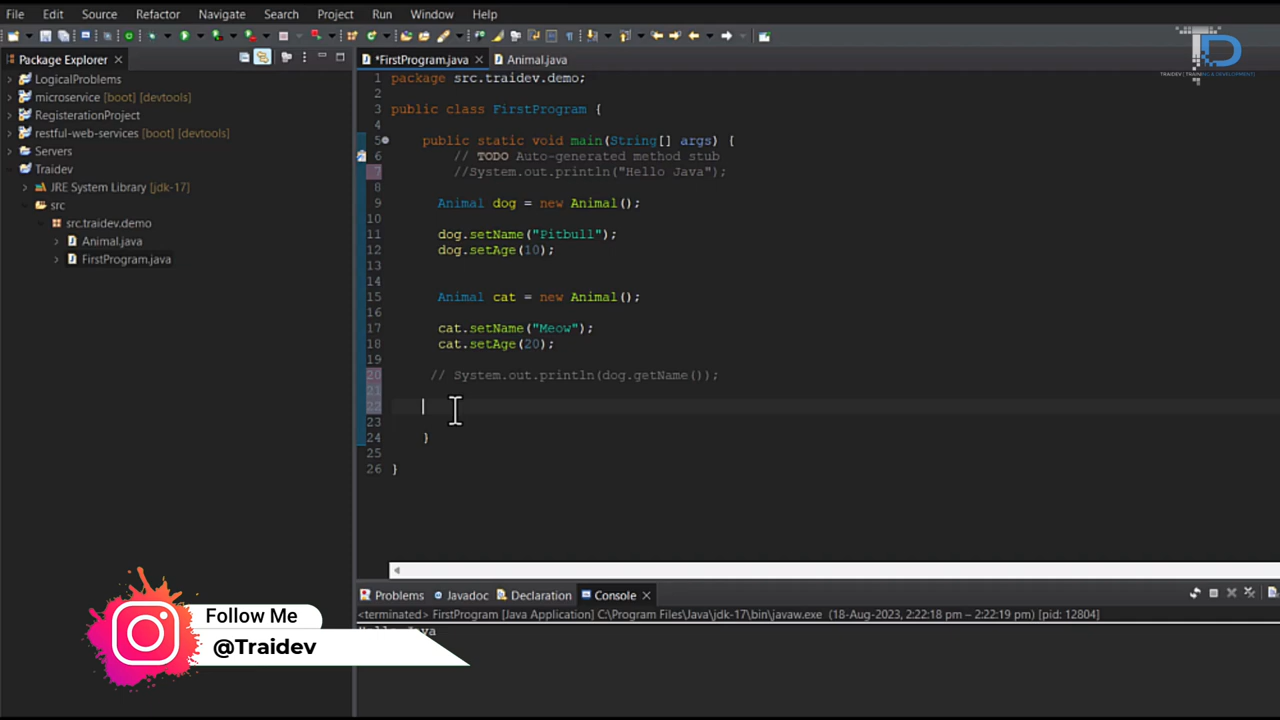 File Edit Source Refactor Navigate Search Project Run Window Help
Package Explorer
LogicalProblems
microservice [boot] [devtools]
RegisterationProject
restful-web-services [boot] [devtools]
Servers
Traidev
JRE System Library [jdk-17]
src
src.traidev.demo
Animal.java
FirstProgram.java
*FirstProgram.java Animal.java
1 package src.traidev.demo;
2
3 public class FirstProgram {
4
5 public static void main(String[] args) {
6 // TODO Auto-generated method stub
7 //System.out.println("Hello Java");
8
9 Animal dog = new Animal();
10
11 dog.setName("Pitbull");
12 dog.setAge(10);
13
14
15 Animal cat = new Animal();
16
17 cat.setName("Meow");
18 cat.setAge(20);
19
20 // System.out.println(dog.getName());
21
22
23
24 }
25
26 }
TD
TRAIDEV | TRAINING & DEVELOPMENT
Problems Javadoc Declaration Console
<terminated> FirstProgram [Java Application] C:\Program Files\Java\jdk-17\bin\javaw.exe (18-Aug-2023, 2:22:18 pm – 2:22:19 pm) [pid: 12804]
Hello Java
Follow Me
@Traidev